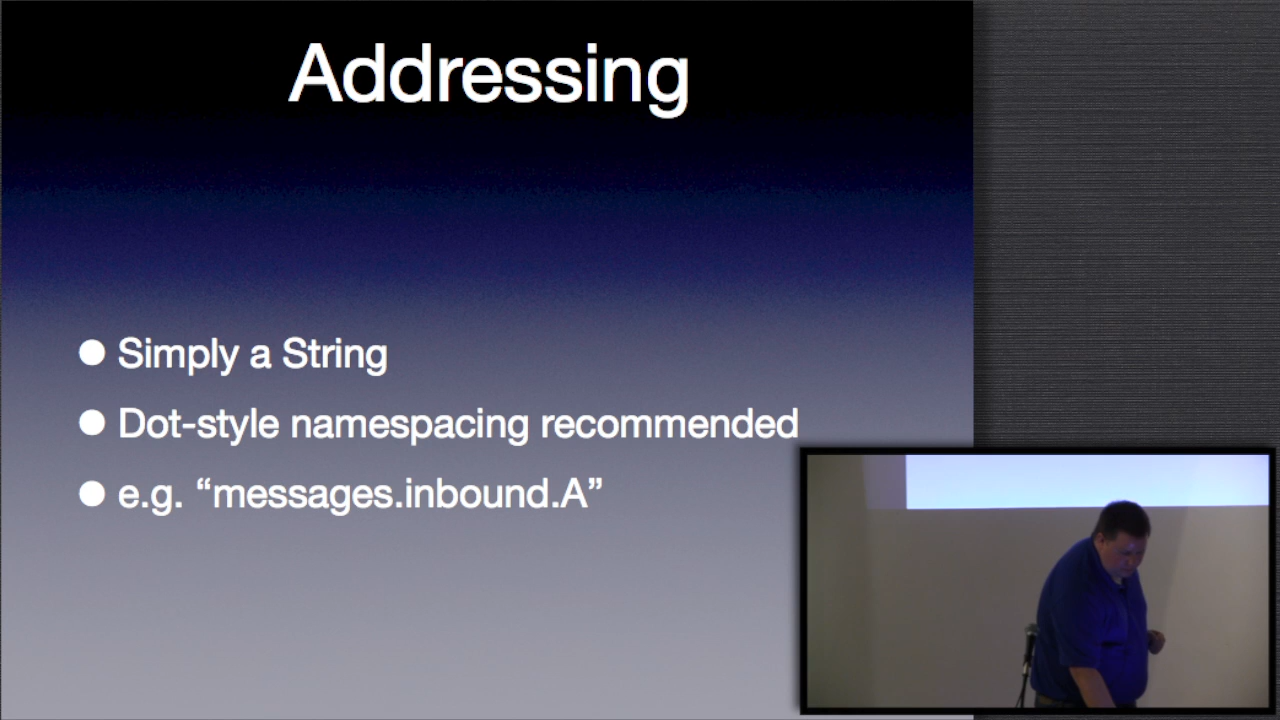 Addressing
Simply a String
Dot-style namespacing recommended
e.g. “messages.inbound.A”